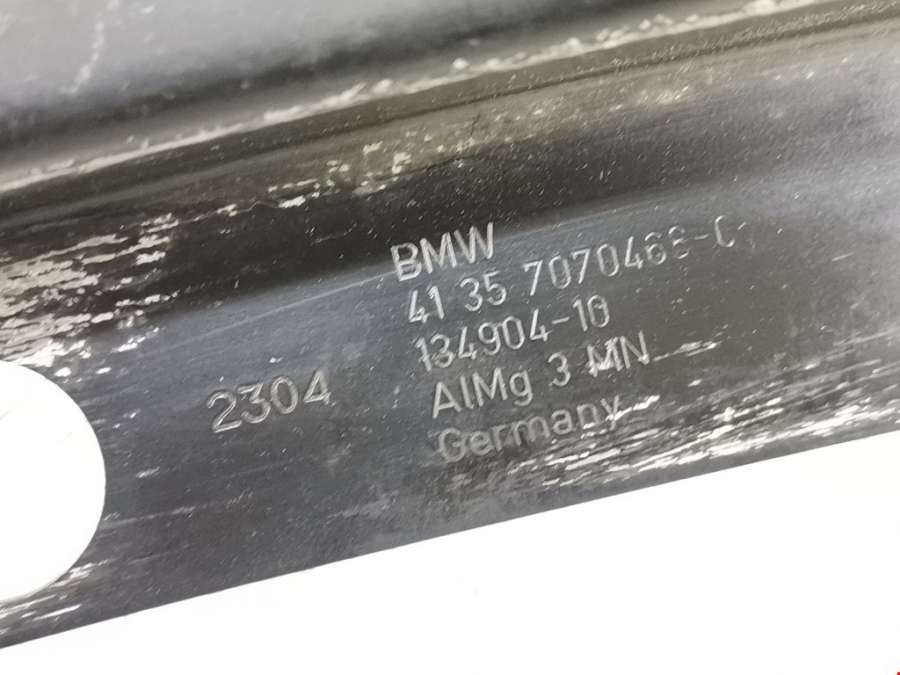 BMW
41 35 7070468-0
134904-10
AlMg 3 MN
Germany
2304